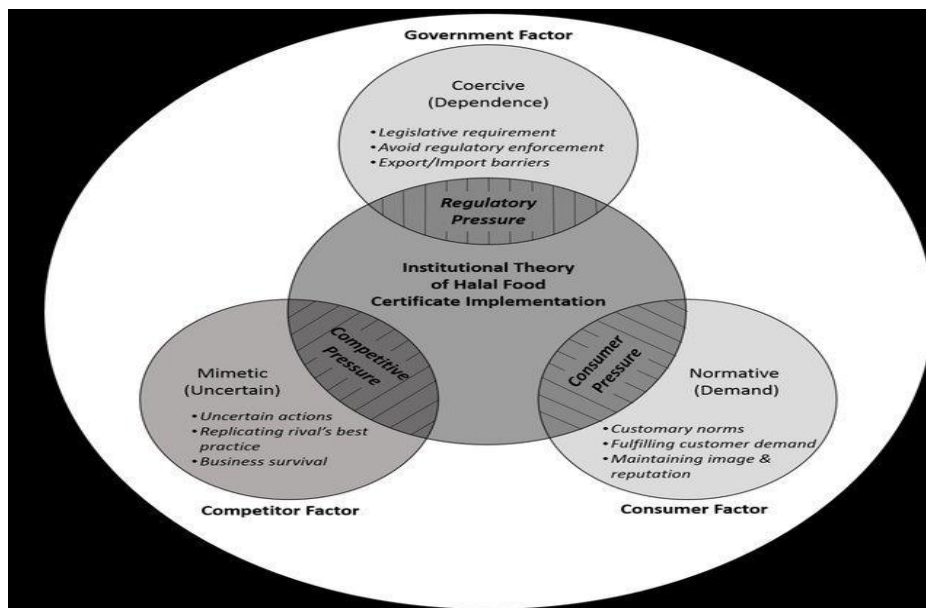 Government Factor
Coercive
(Dependence)
• Legislative requirement
• Avoid regulatory enforcement
• Export/Import barriers
Regulatory
Pressure
Institutional Theory
of Halal Food
Certificate Implementation
Competitive
Pressure
Consumer
Pressure
Mimetic
(Uncertain)
• Uncertain actions
• Replicating rival's best
practice
• Business survival
Competitor Factor
Normative
(Demand)
• Customary norms
• Fulfilling customer demand
• Maintaining image &
reputation
Consumer Factor